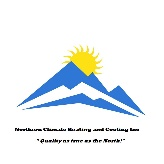 Northern Climate Heating and Cooling Inc
"Quality as true as the North!"